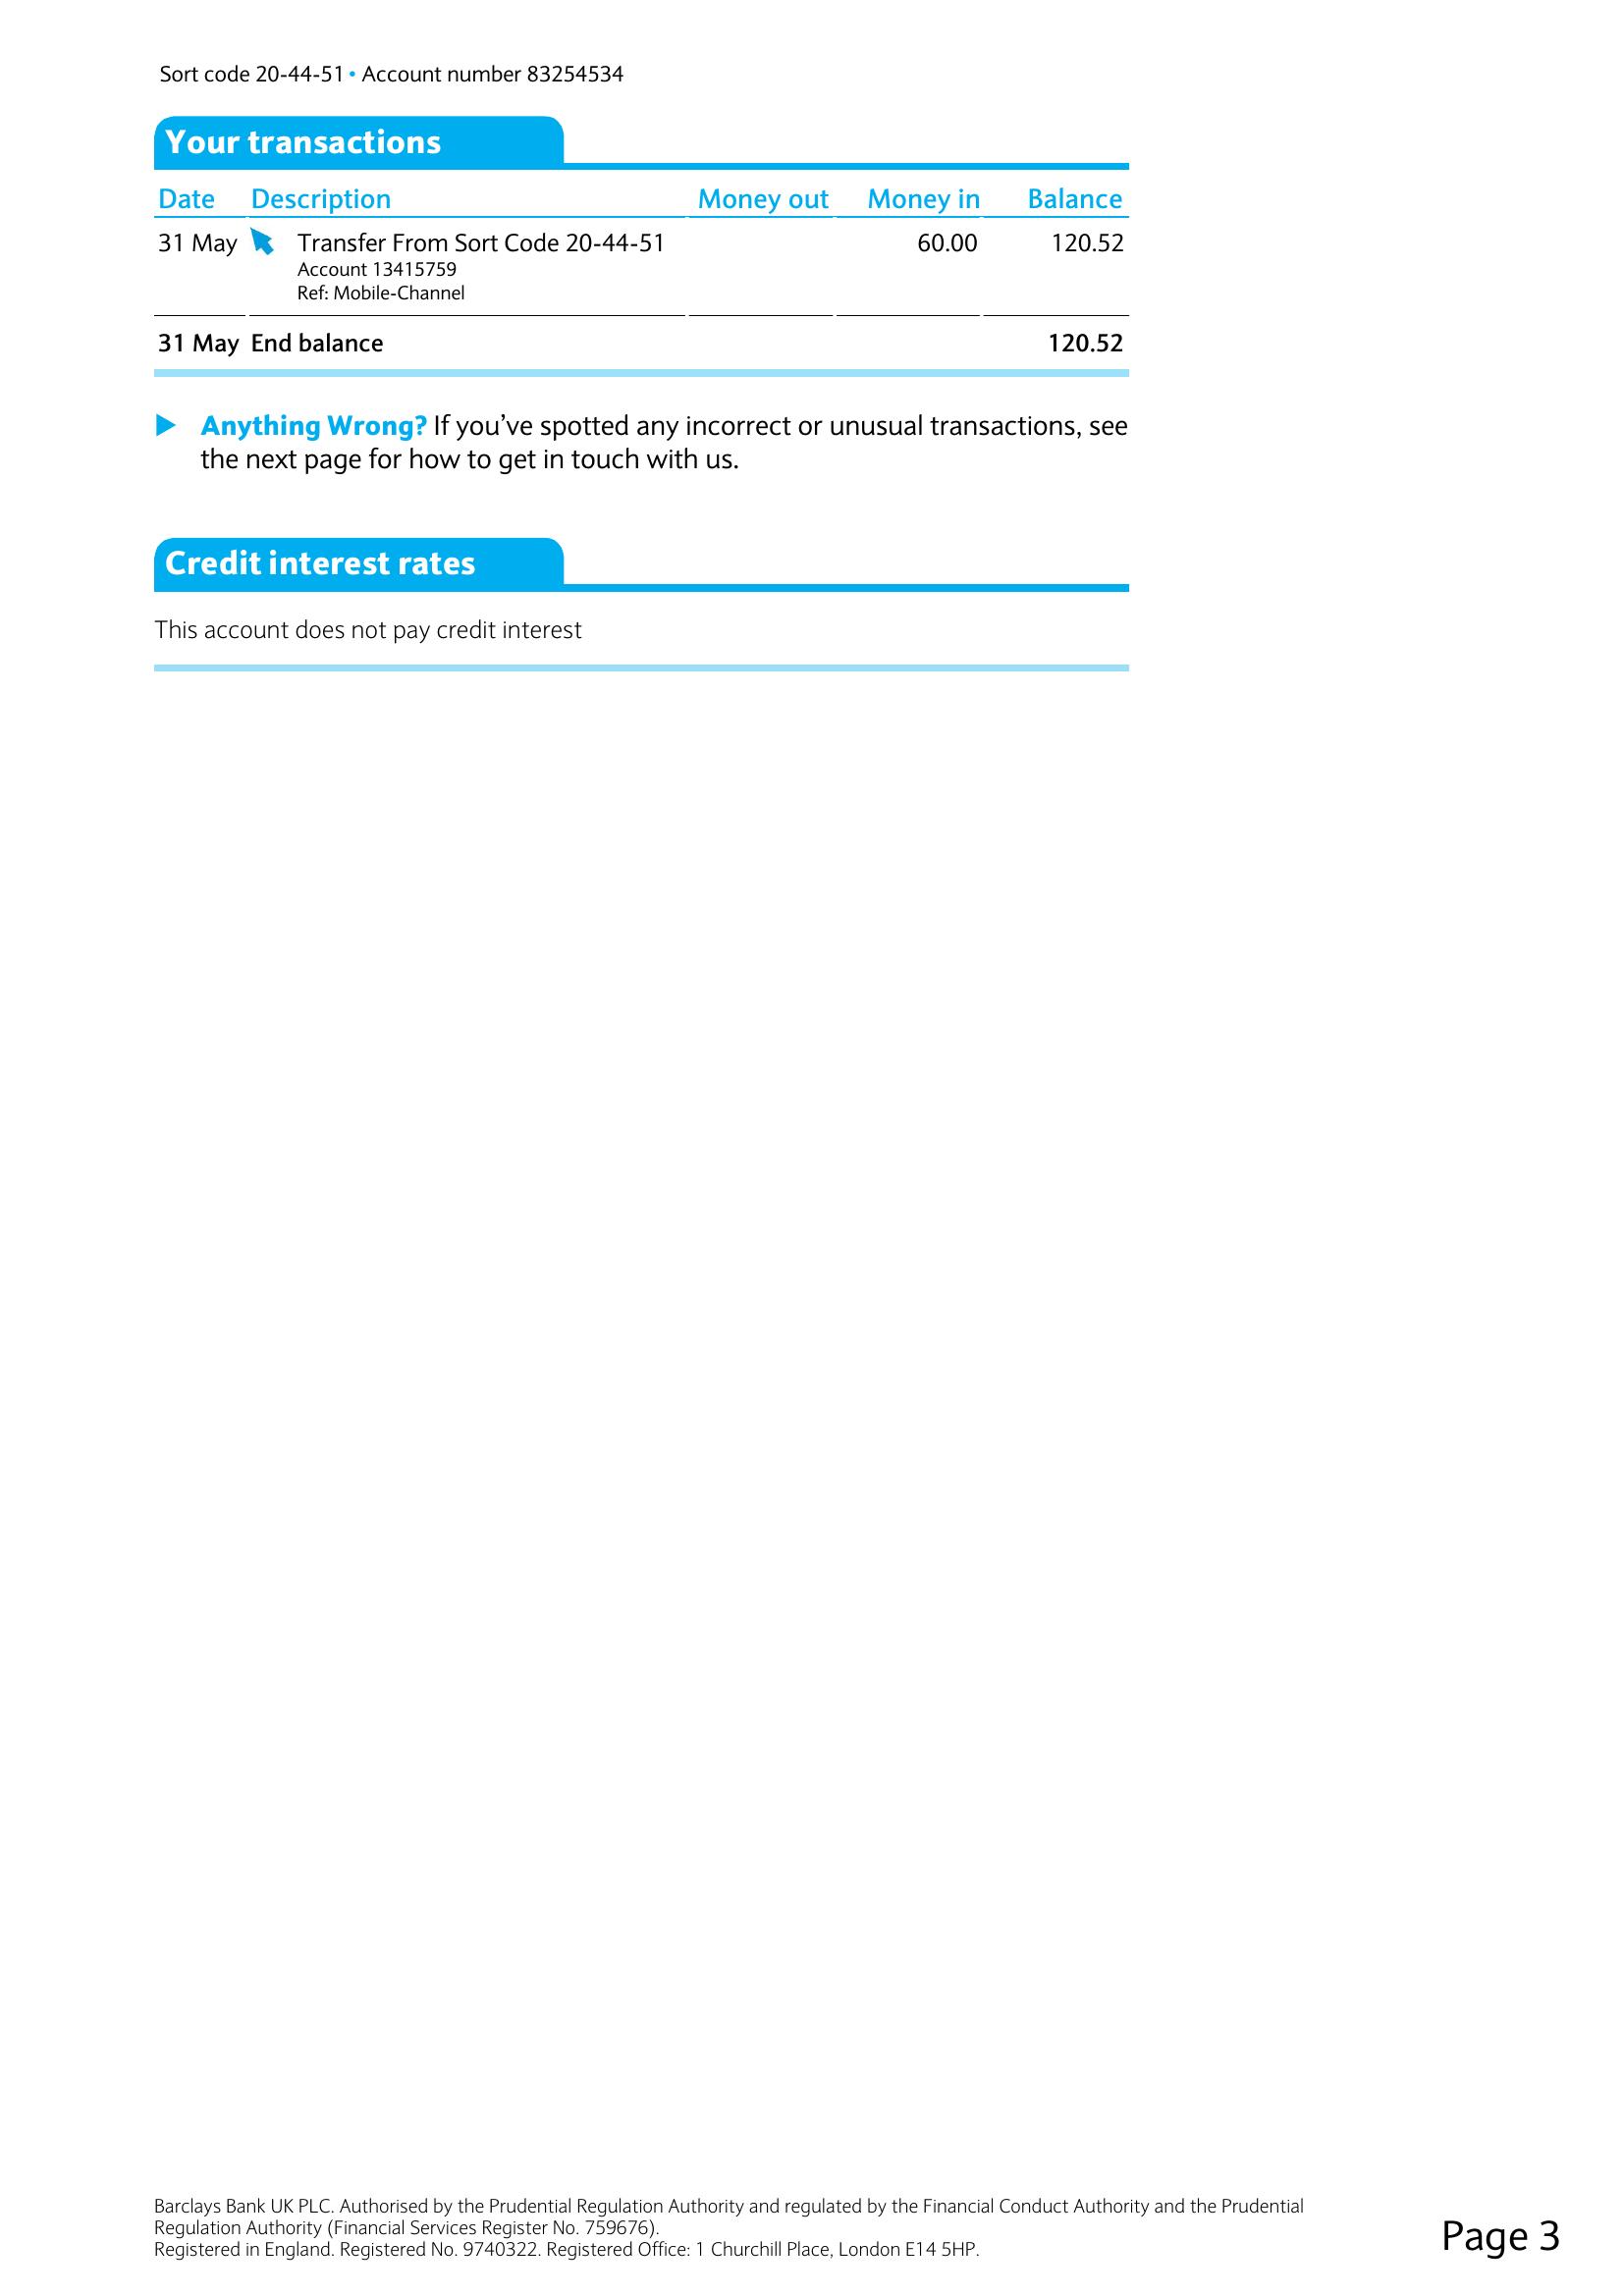 Sort code 20-44-51 • Account number 83254534
Your transactions
Date Description Money out Money in Balance
31 May Transfer From Sort Code 20-44-51 60.00 120.52
Account 13415759
Ref: Mobile-Channel
31 May End balance 120.52
Anything Wrong? If you've spotted any incorrect or unusual transactions, see
the next page for how to get in touch with us.
Credit interest rates
This account does not pay credit interest
Barclays Bank UK PLC. Authorised by the Prudential Regulation Authority and regulated by the Financial Conduct Authority and the Prudential
Regulation Authority (Financial Services Register No. 759676).
Registered in England. Registered No. 9740322. Registered Office: 1 Churchill Place, London E14 5HP.
Page 3